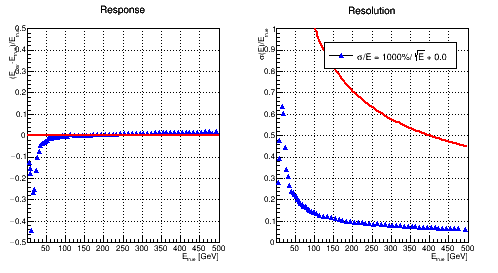 Response
(E_reco-E_true)/E_true
0.5
0.4
0.3
0.2
0.1
0
−0.1
−0.2
−0.3
−0.4
−0.5
50 100 150 200 250 300 350 400 450 500
E_true [GeV]
Resolution
σ(E)/E_true
1
0.9
0.8
0.7
0.6
0.5
0.4
0.3
0.2
0.1
0
σ/E = 1000%/√E + 0.0
50 100 150 200 250 300 350 400 450 500
E_true [GeV]